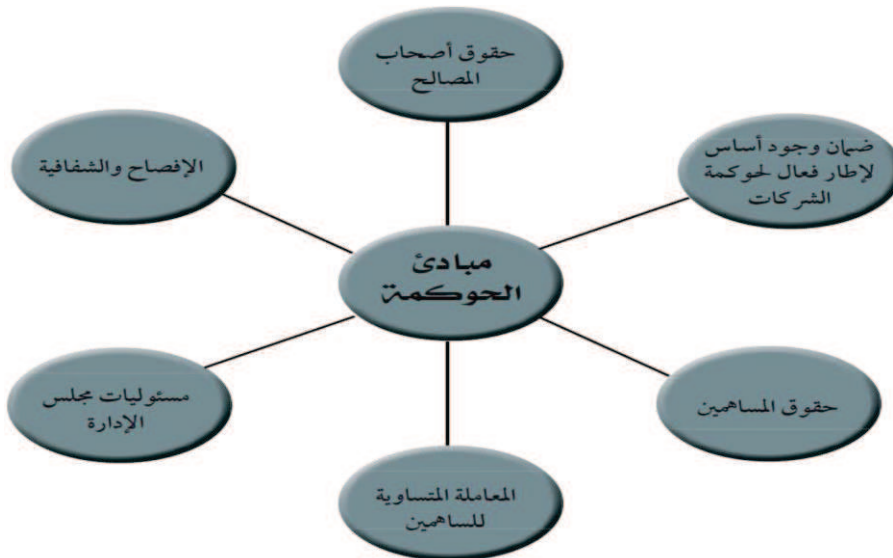 حقوق أصحاب
المصالح
ضمان وجود أساس
لإطار فعال لحوكمة
الشركات
الإفصاح والشفافية
مبادئ
الحوكمة
مسئوليات مجلس
الإدارة
حقوق المساهمين
المعاملة المتساوية
للساهمين